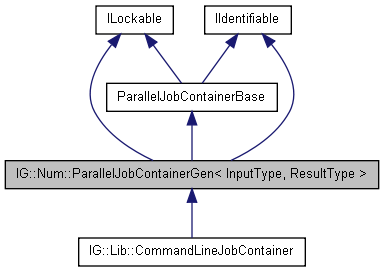 ILockable
IIdentifiable
ParallelJobContainerBase
IG::Num::ParallelJobContainerGen< InputType, ResultType >
IG::Lib::CommandLineJobContainer